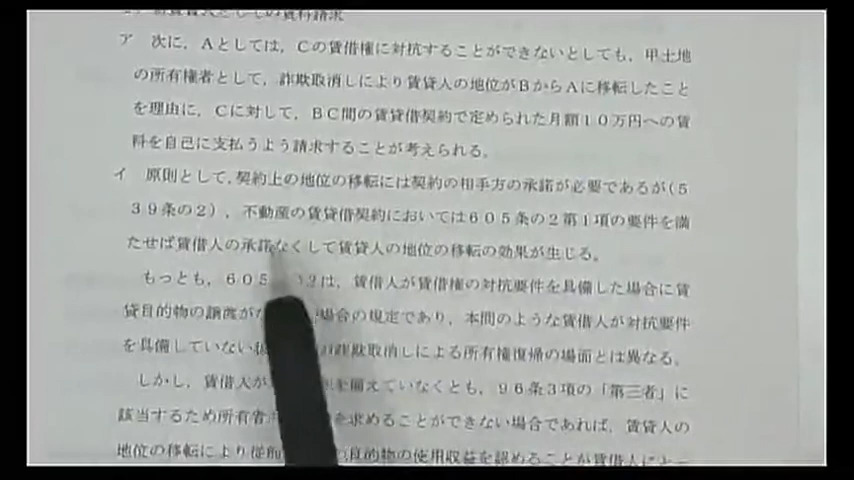 賃貸人としての賃料請求
ア 次に，Aとしては，Cの賃借権に対抗することができないとしても，甲土地
の所有権者として，詐欺取消しにより賃貸人の地位がBからAに移転したこと
を理由に，Cに対して，BC間の賃貸借契約で定められた月額10万円への賃
料を自己に支払うよう請求することが考えられる。
イ 原則として，契約上の地位の移転には契約の相手方の承諾が必要であるが（5
39条の2），不動産の賃貸借契約においては605条の2第1項の要件を満
たせば賃借人の承諾なくして賃貸人の地位の移転の効果が生じる。
もっとも，605 2は，賃借人が賃借権の対抗要件を具備した場合に賃
貸目的物の譲渡が 場合の規定であり，本問のような賃借人が対抗要件
を具備していない 詐欺取消しによる所有権復帰の場面とは異なる。
しかし，賃借人が を備えていなくとも，96条3項の「第三者」に
該当するため所有者が を求めることができない場合であれば，賃貸人の
地位の移転により従前 目的物の使用収益を認めることが賃借人にとっ